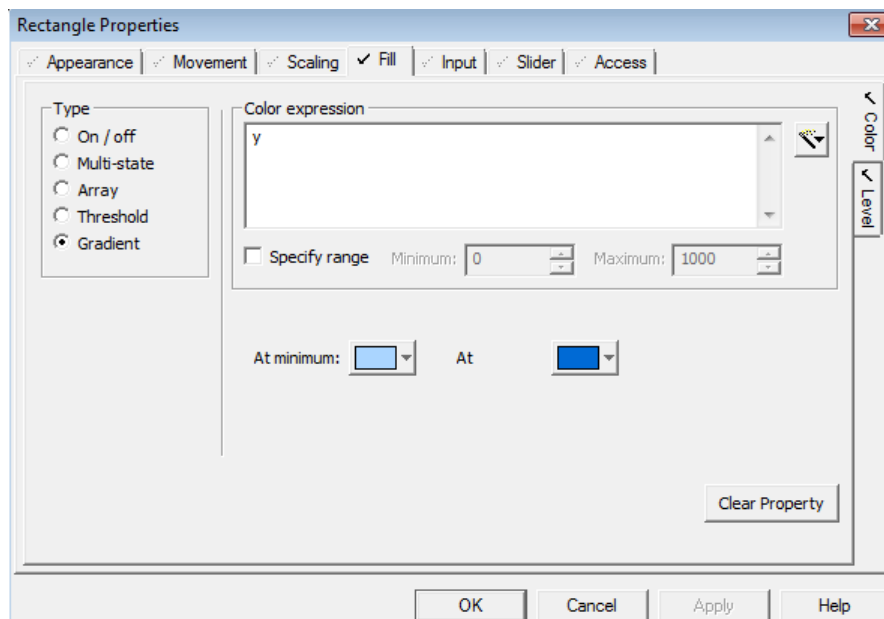 Rectangle Properties
Appearance Movement Scaling Fill Input Slider Access
Type
On / off
Multi-state
Array
Threshold
Gradient
Color expression
y
Specify range Minimum: 0 Maximum: 1000
At minimum: At
Clear Property
Color
Level
OK Cancel Apply Help